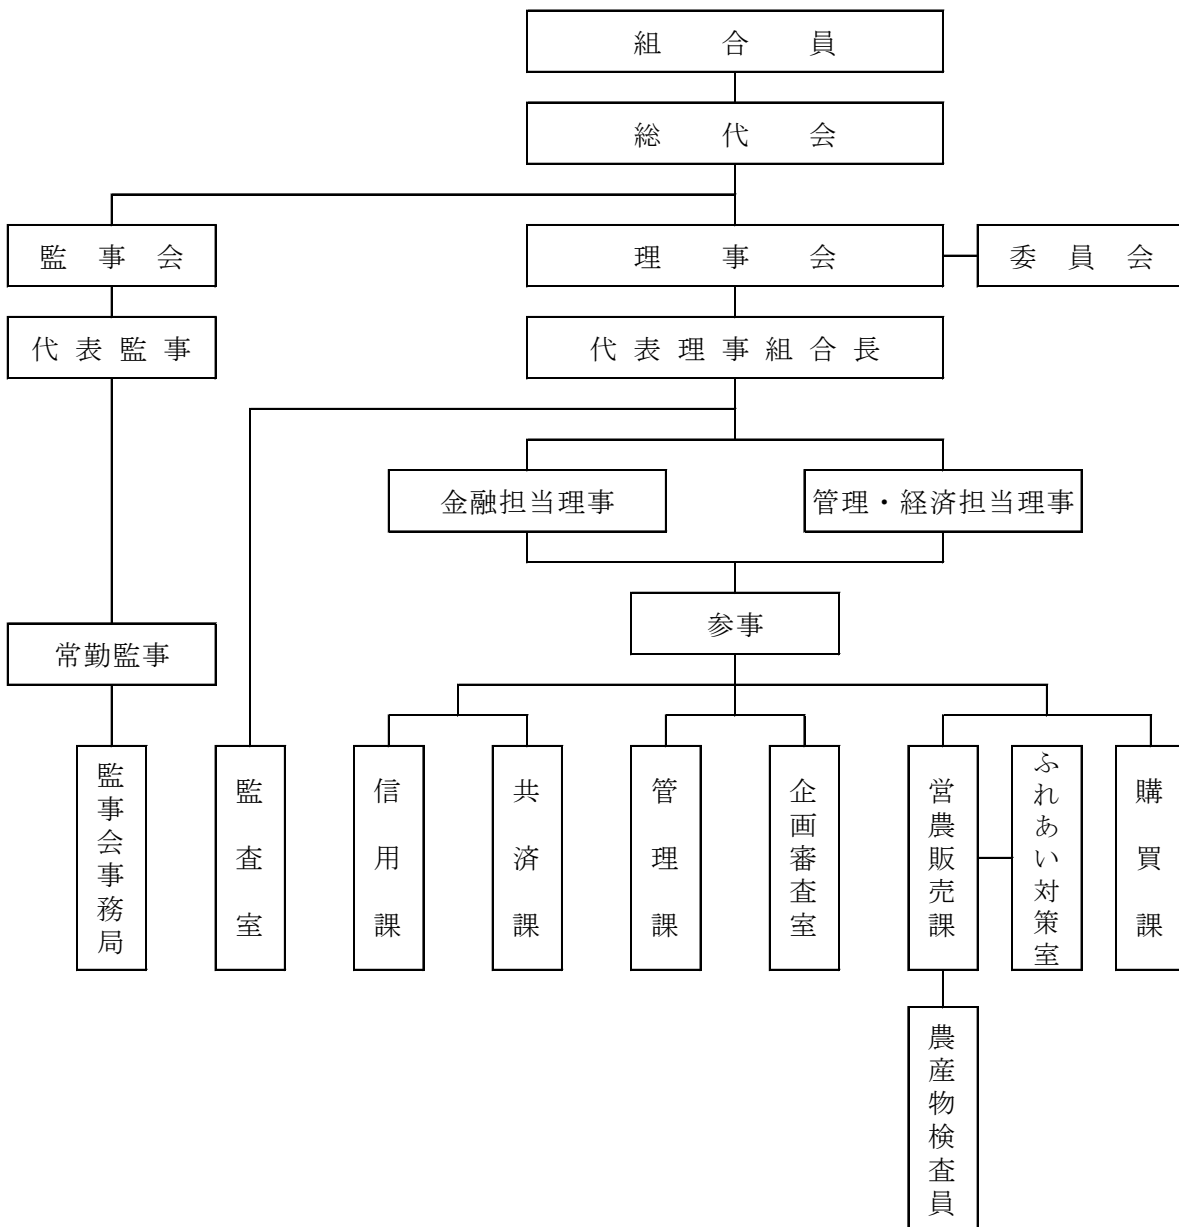 組合員
総代会
監事会
理事会
委員会
代表監事
代表理事組合長
金融担当理事
管理・経済担当理事
参事
常勤監事
監事会事務局
監査室
信用課
共済課
管理課
企画審査室
営農販売課
ふれあい対策室
購買課
農産物検査員